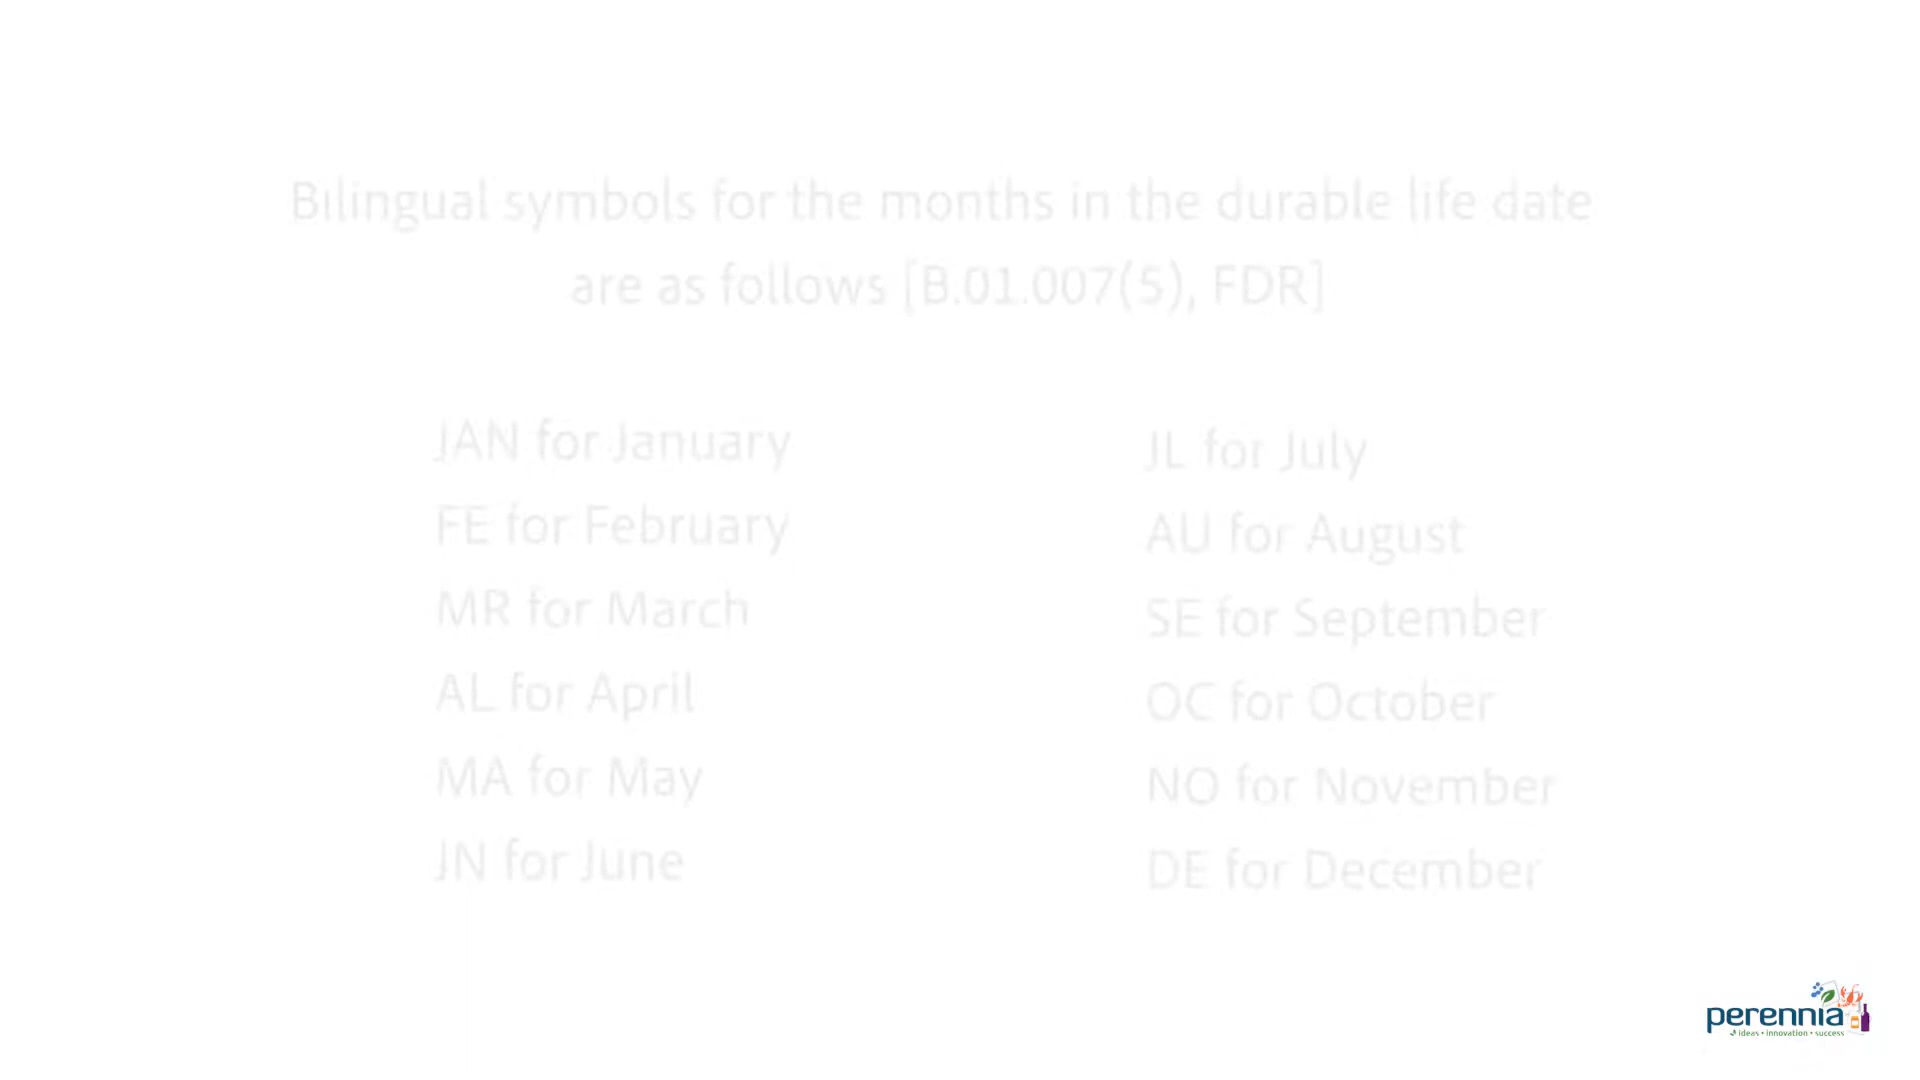 Bilingual symbols for the months in the durable life date
are as follows [B.01.007(5), FDR]
JAN for January
FE for February
MR for March
AL for April
MA for May
JN for June
JL for July
AU for August
SE for September
OC for October
NO for November
DE for December
perennia
ideas • innovation • success